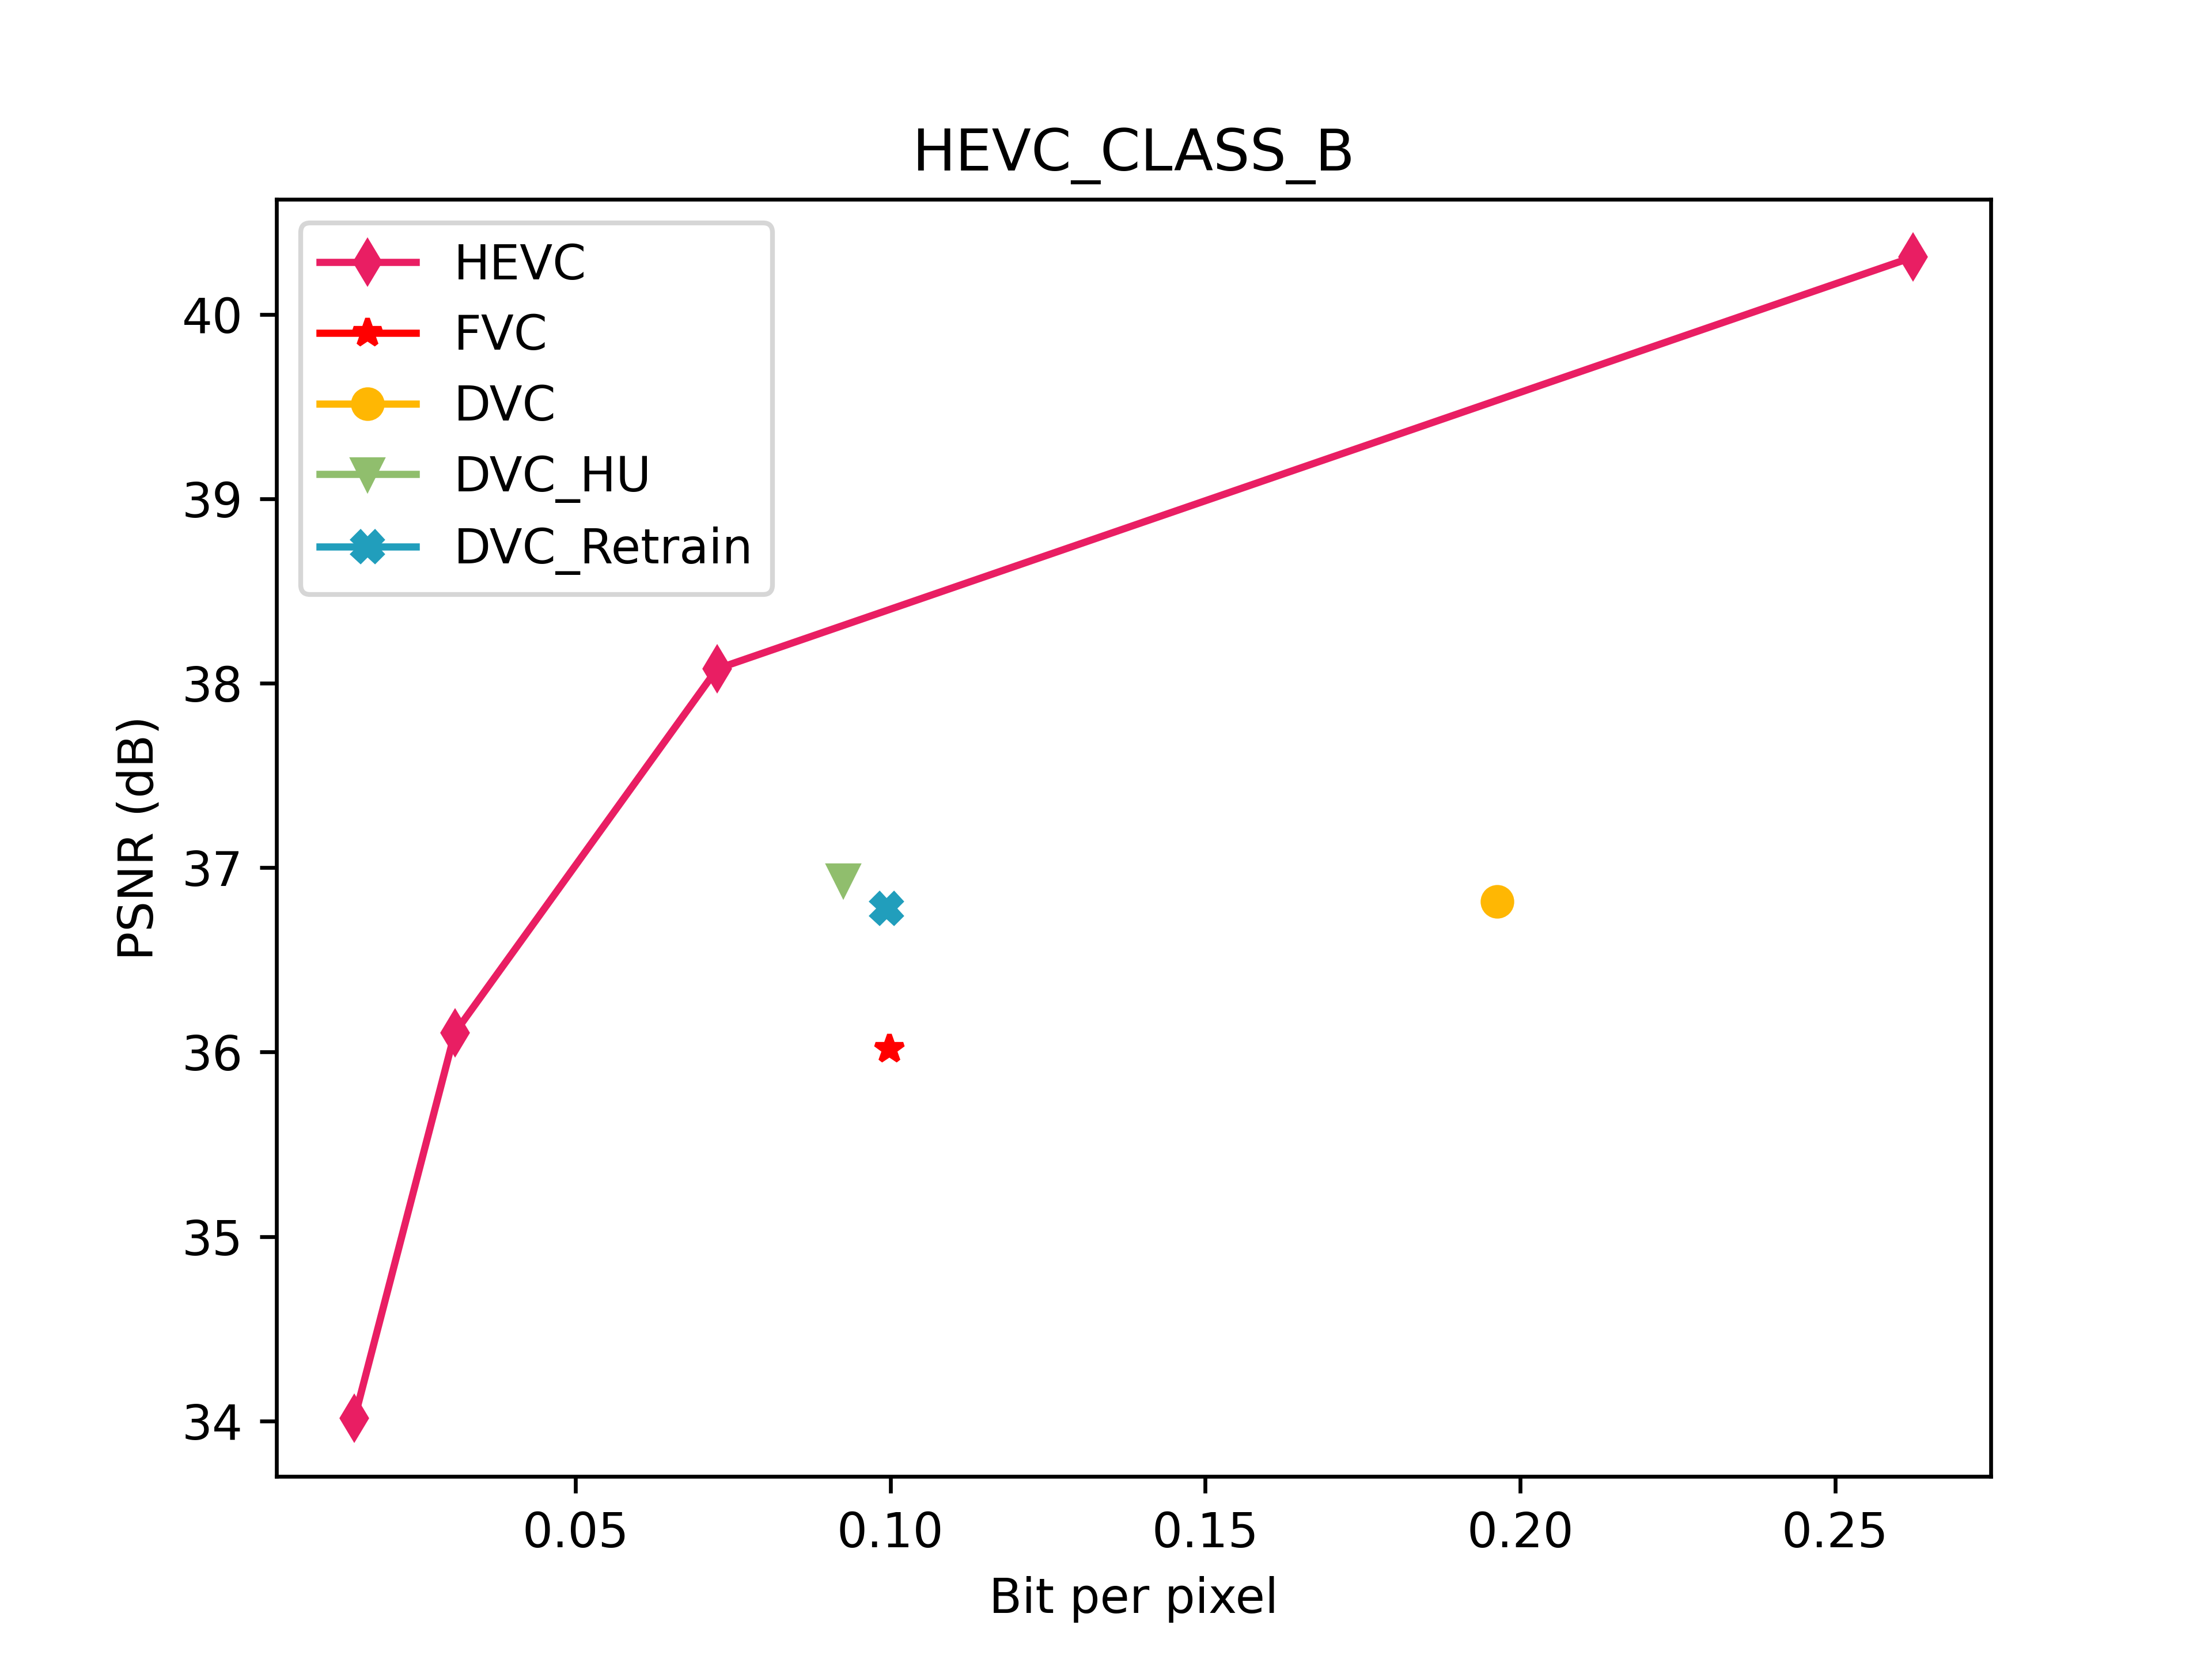 HEVC_CLASS_B
HEVC
FVC
DVC
DVC_HU
DVC_Retrain
40
39
38
37
36
35
34
PSNR (dB)
0.05 0.10 0.15 0.20 0.25
Bit per pixel